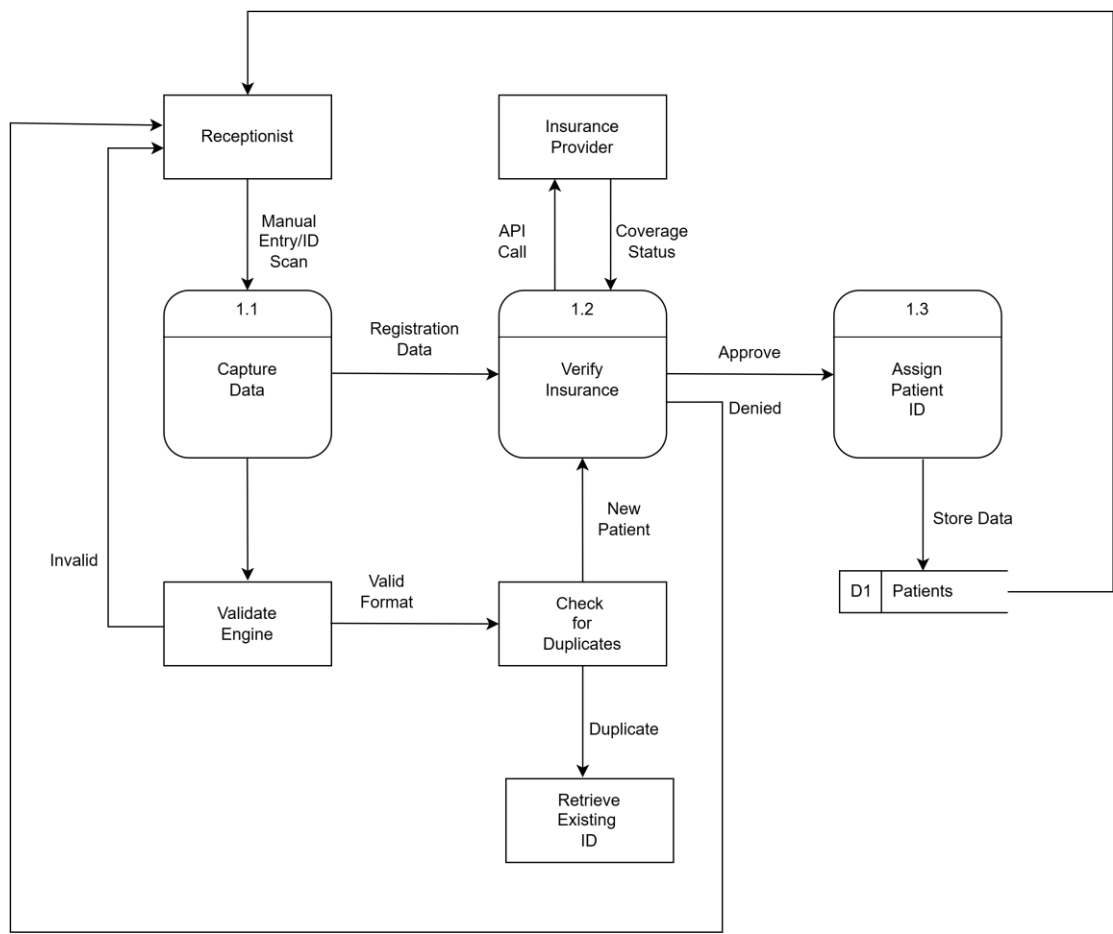 Receptionist
Insurance
Provider
Manual
Entry/ID
Scan
API
Call
Coverage
Status
1.1
Capture
Data
Registration
Data
1.2
Verify
Insurance
Approve
Denied
1.3
Assign
Patient
ID
Invalid
New
Patient
Store Data
Validate
Engine
Valid
Format
Check
for
Duplicates
D1
Patients
Duplicate
Retrieve
Existing
ID